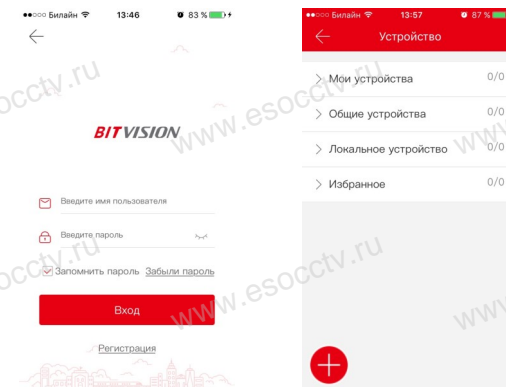 ●●○○○ Билайн 13:46 83 %
BITVISION
Введите имя пользователя
Введите пароль
Запомнить пароль Забыли пароль
Вход
Регистрация
●●○○○ Билайн 13:57 87 %
Устройство
Мои устройства 0/0
Общие устройства 0/0
Локальное устройство 0/0
Избранное 0/0
www.esocctv.ru